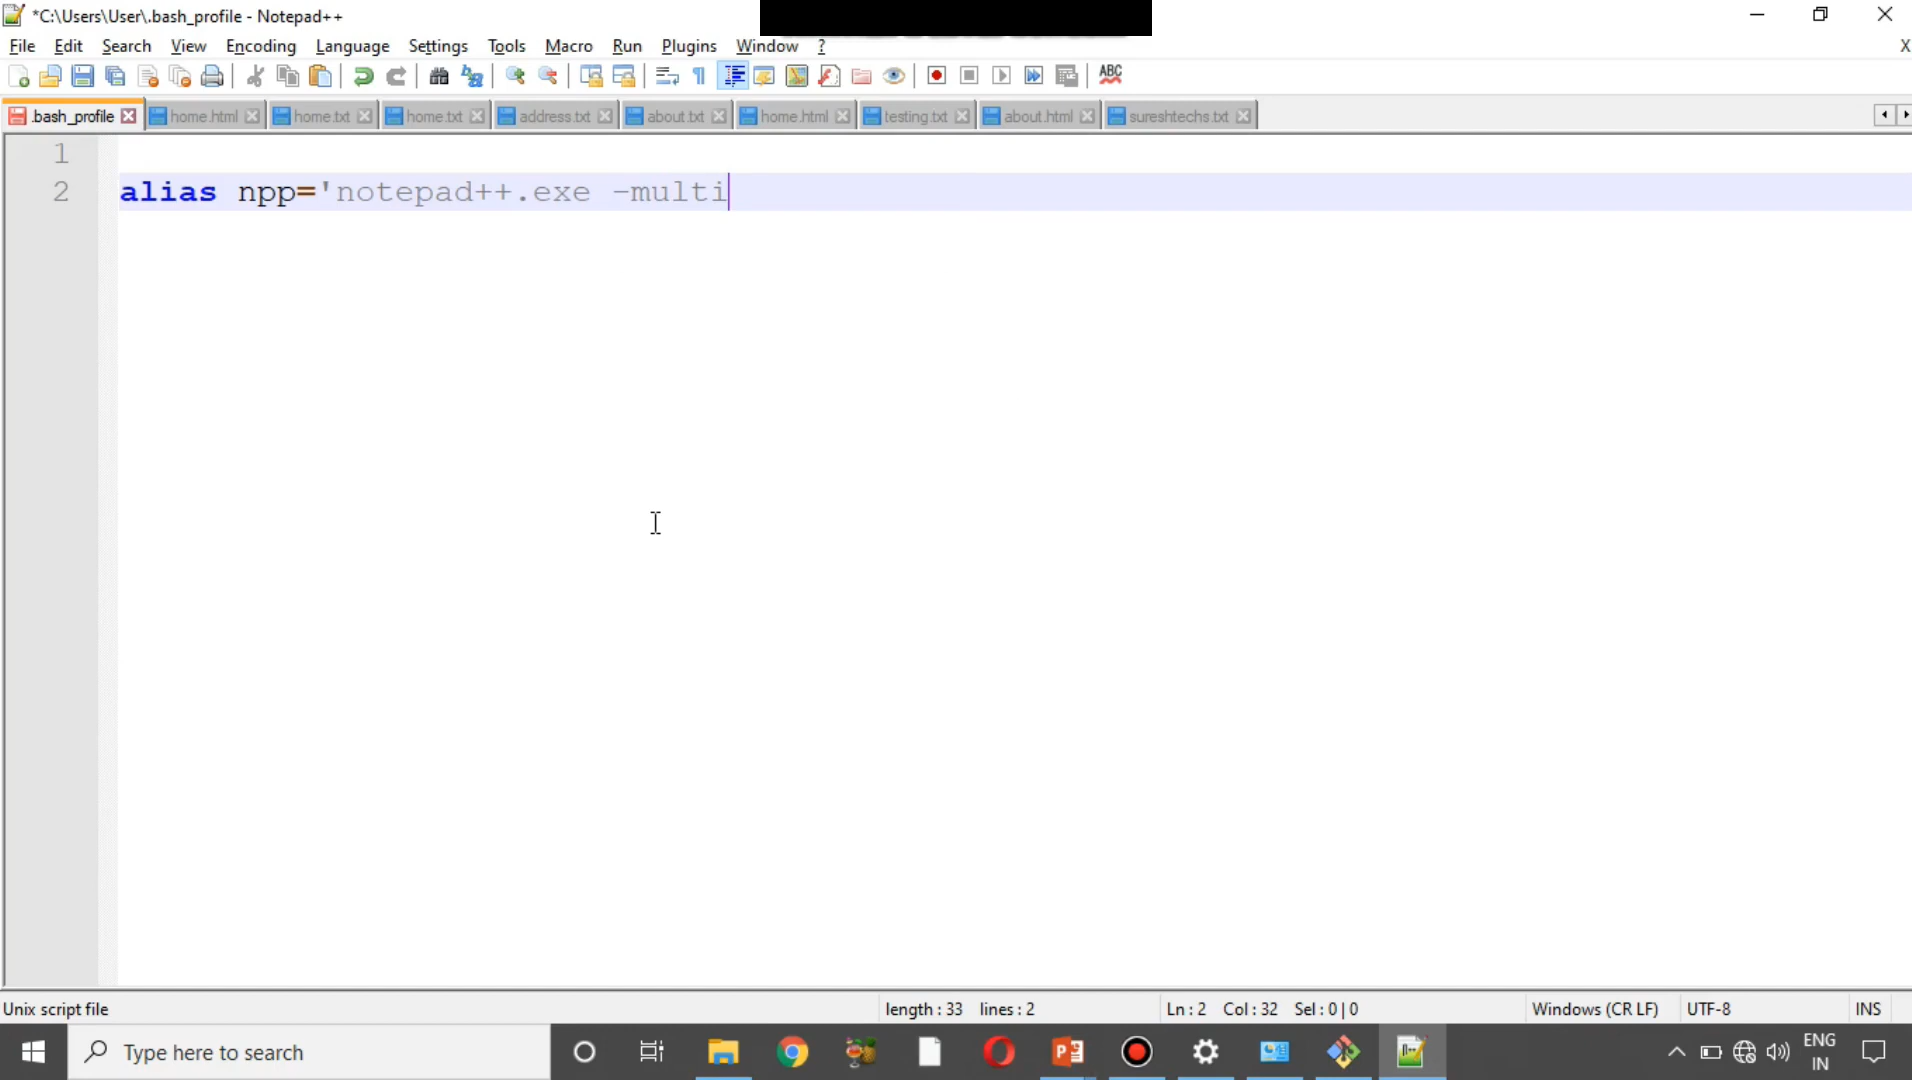 *C:\Users\User\.bash_profile - Notepad++
File Edit Search View Encoding Language Settings Tools Macro Run Plugins Window ? X
ABC
.bash_profile home.html home.txt home.txt address.txt about.txt home.html testing.txt about.html sureshtechs.txt
1
2 alias npp='notepad++.exe -multi
Unix script file length : 33 lines : 2 Ln : 2 Col : 32 Sel : 0 | 0 Windows (CR LF) UTF-8 INS
Type here to search
ENG
IN